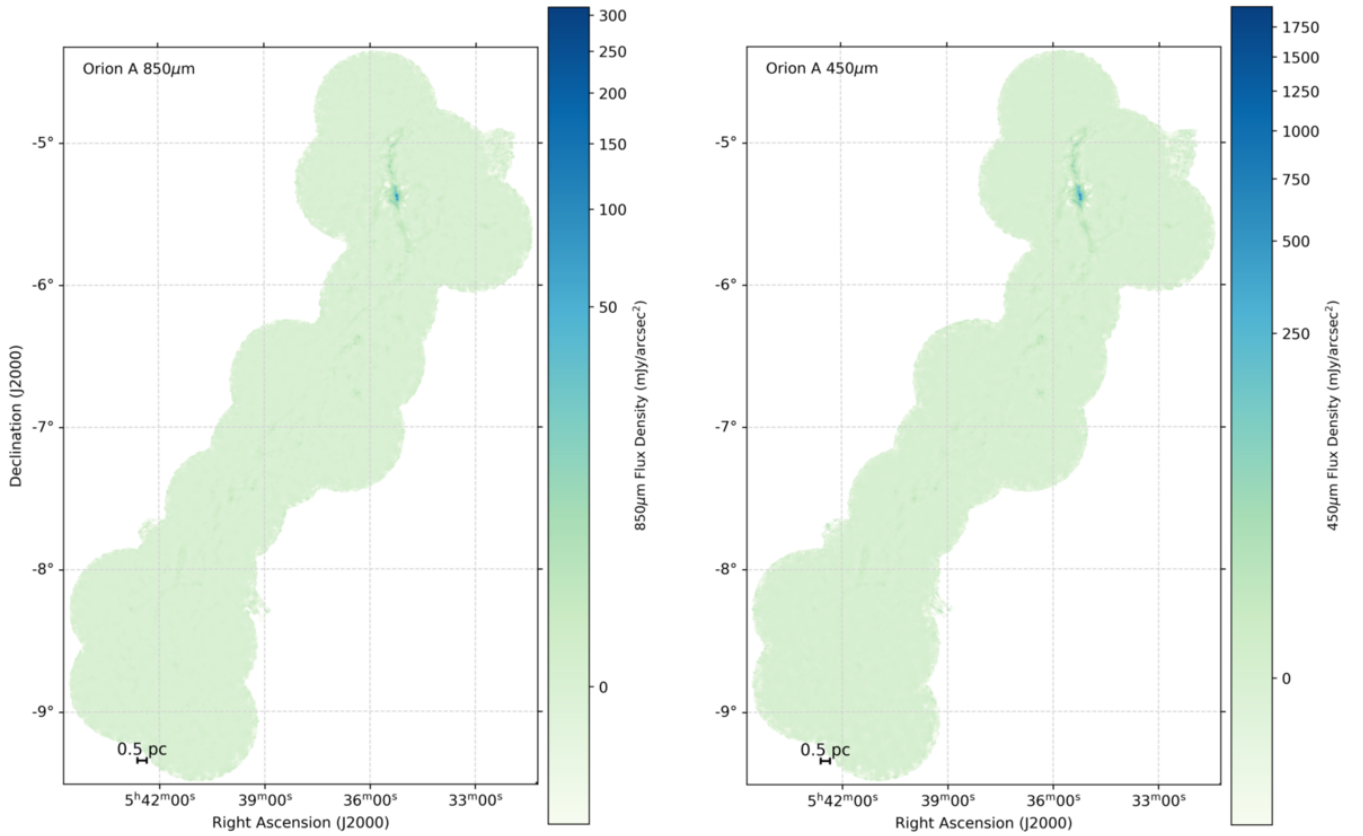 Orion A 850μm
-5°
-6°
-7°
-8°
-9°
Declination (J2000)
0.5 pc
5ʰ42ᵐ00ˢ
39ᵐ00ˢ
36ᵐ00ˢ
33ᵐ00ˢ
Right Ascension (J2000)
300
250
200
150
100
50
0
850μm Flux Density (mJy/arcsec²)
Orion A 450μm
-5°
-6°
-7°
-8°
-9°
0.5 pc
5ʰ42ᵐ00ˢ
39ᵐ00ˢ
36ᵐ00ˢ
33ᵐ00ˢ
Right Ascension (J2000)
1750
1500
1250
1000
750
500
250
0
450μm Flux Density (mJy/arcsec²)